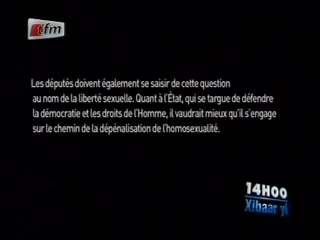 tfm
Les députés doivent également se saisir de cette question
au nom de la liberté sexuelle. Quant à l'État, qui se targue de défendre
la démocratie et les droits de l'Homme, il vaudrait mieux qu'il s'engage
sur le chemin de la dépénalisation de l'homosexualité.
14H00
Xibaar yi